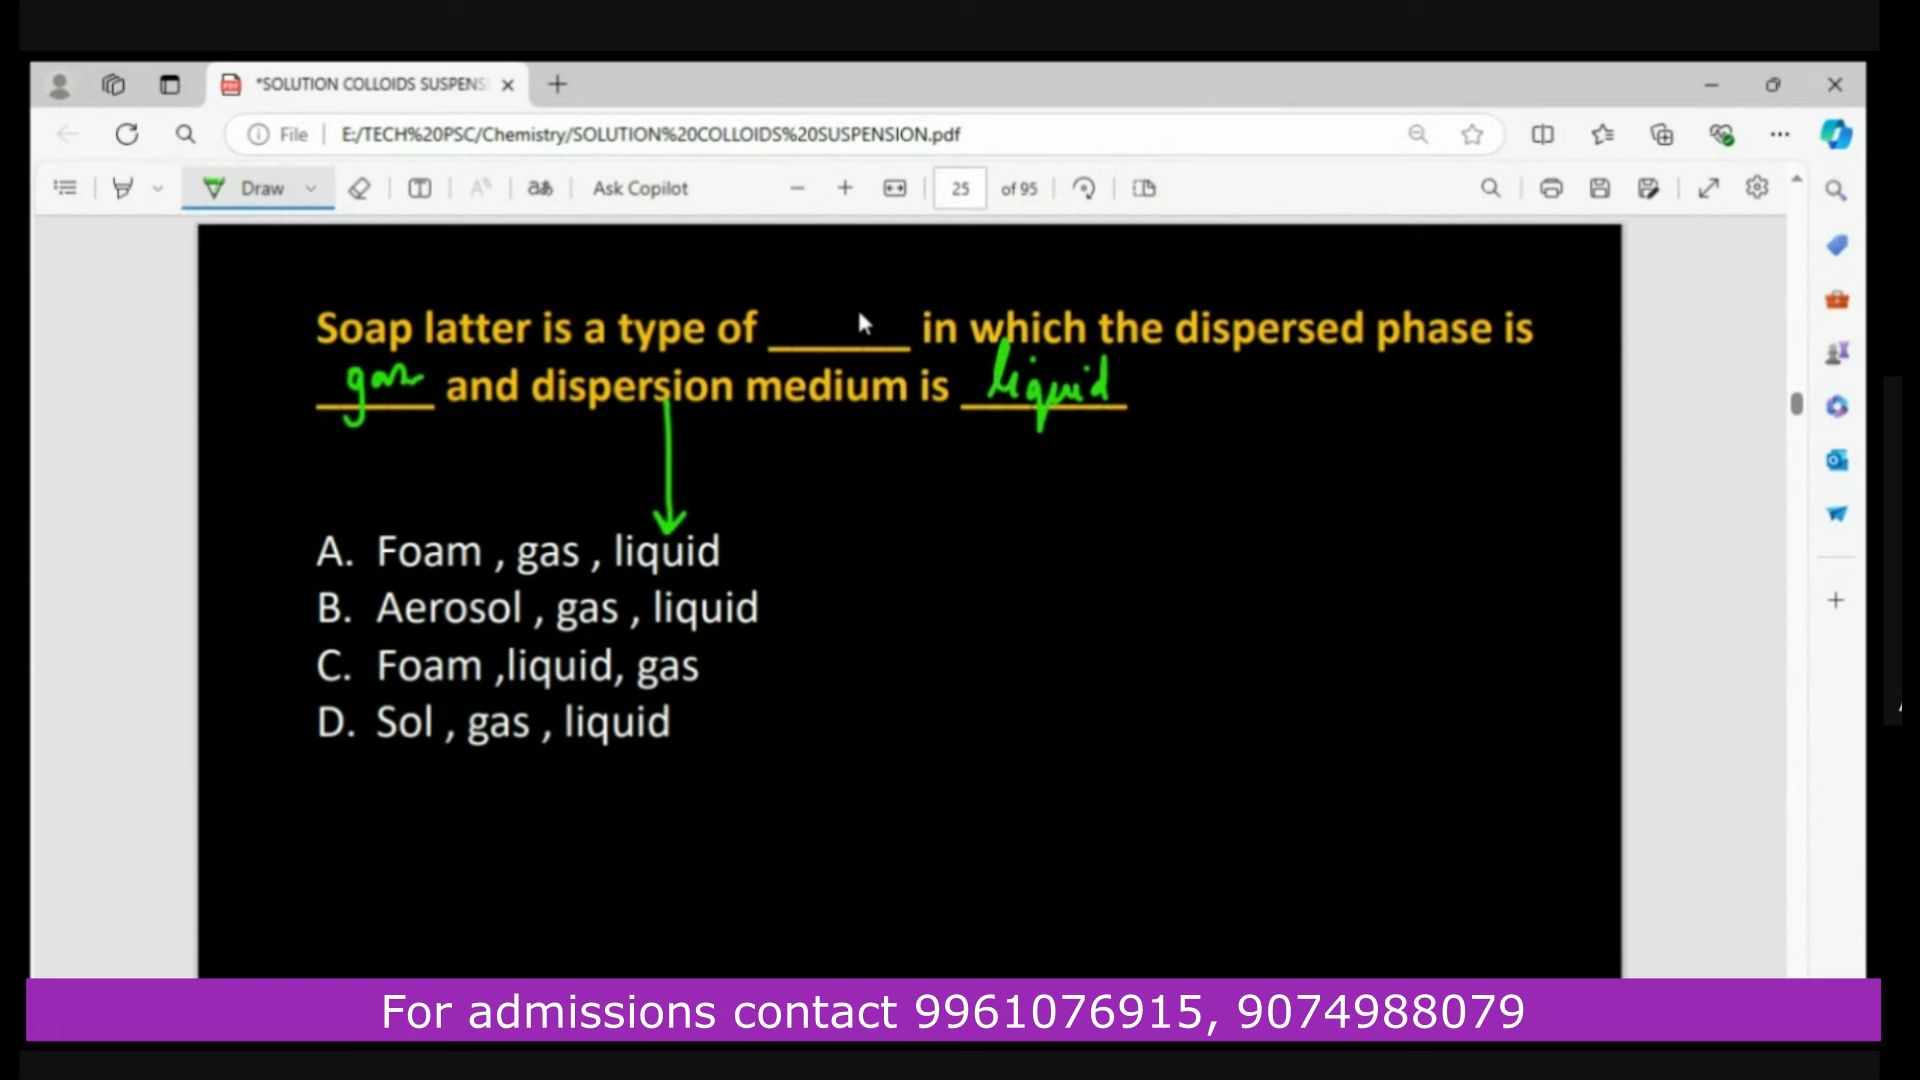 *SOLUTION COLLOIDS SUSPENS
File | E:/TECH%20PSC/Chemistry/SOLUTION%20COLLOIDS%20SUSPENSION.pdf
Draw Ask Copilot 25 of 95
Soap latter is a type of ______ in which the dispersed phase is
gas and dispersion medium is liquid
A. Foam , gas , liquid
B. Aerosol , gas , liquid
C. Foam ,liquid, gas
D. Sol , gas , liquid
For admissions contact 9961076915, 9074988079